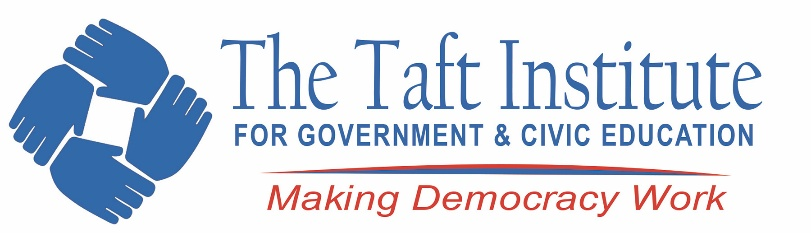 The Taft Institute
FOR GOVERNMENT & CIVIC EDUCATION
Making Democracy Work